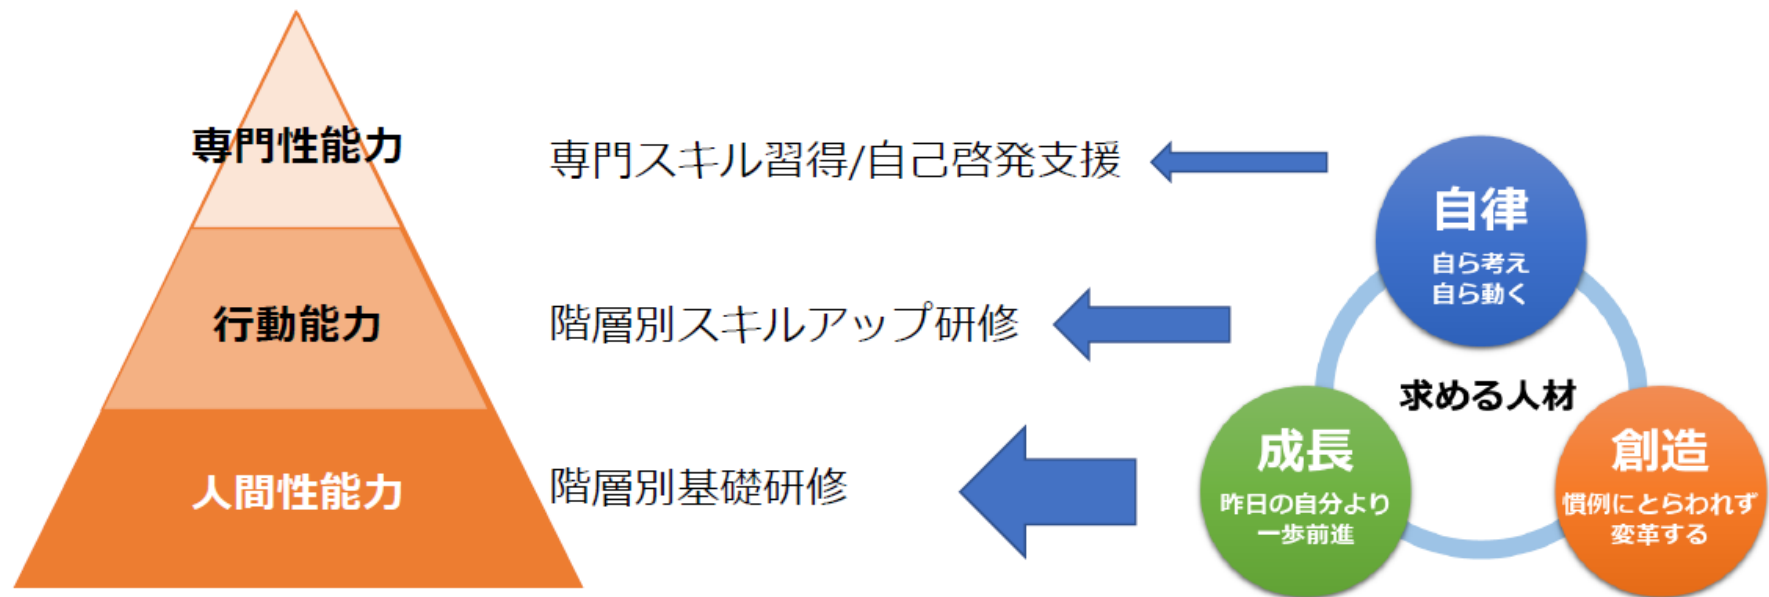 専門性能力
専門スキル習得/自己啓発支援
行動能力
階層別スキルアップ研修
人間性能力
階層別基礎研修
自律
自ら考え
自ら動く
求める人材
成長
昨日の自分より
一歩前進
創造
慣例にとらわれず
変革する